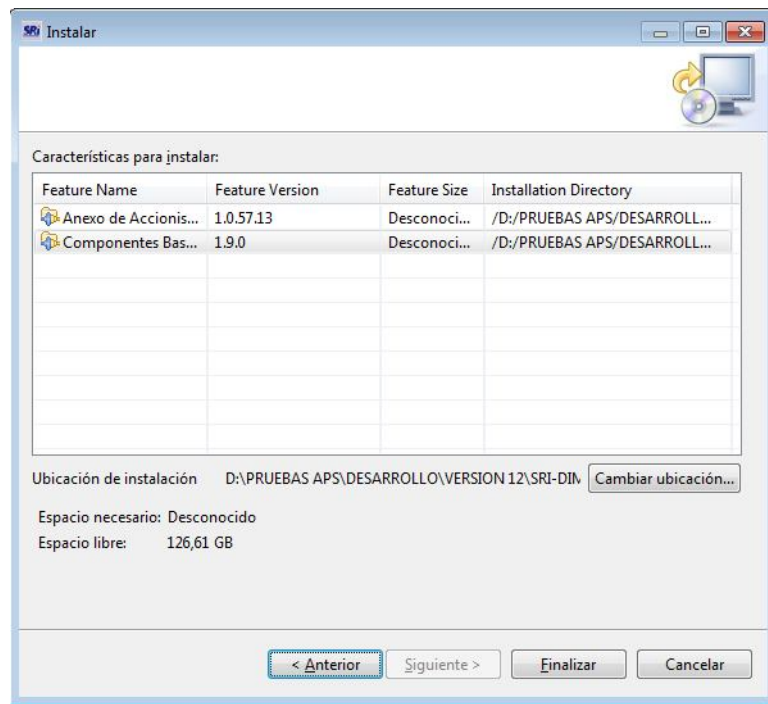 SRi Instalar
Características para instalar:
Feature Name Feature Version Feature Size Installation Directory
Anexo de Accionis... 1.0.57.13 Desconoci... /D:/PRUEBAS APS/DESARROLL...
Componentes Bas... 1.9.0 Desconoci... /D:/PRUEBAS APS/DESARROLL...
Ubicación de instalación D:\PRUEBAS APS\DESARROLLO\VERSION 12\SRI-DIM Cambiar ubicación...
Espacio necesario: Desconocido
Espacio libre: 126,61 GB
< Anterior Siguiente > Finalizar Cancelar